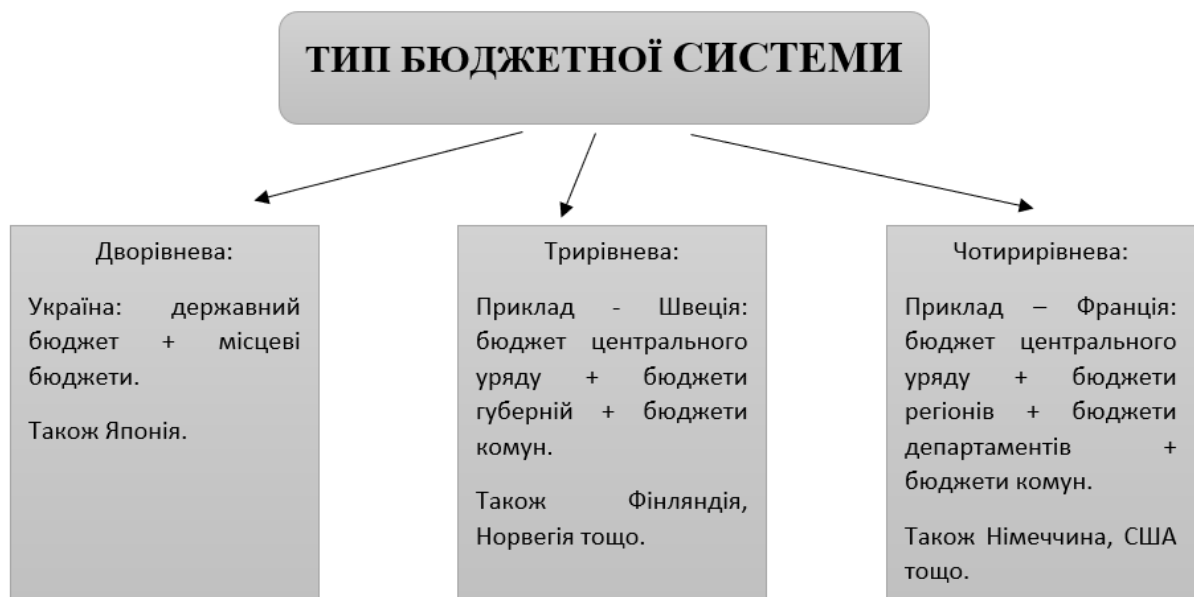 ТИП БЮДЖЕТНОЇ СИСТЕМИ
Дворівнева:
Україна: державний
бюджет + місцеві
бюджети.
Також Японія.
Трирівнева:
Приклад - Швеція:
бюджет центрального
уряду + бюджети
губерній + бюджети
комун.
Також Фінляндія,
Норвегія тощо.
Чотирирівнева:
Приклад – Франція:
бюджет центрального
уряду + бюджети
регіонів + бюджети
департаментів +
бюджети комун.
Також Німеччина, США
тощо.